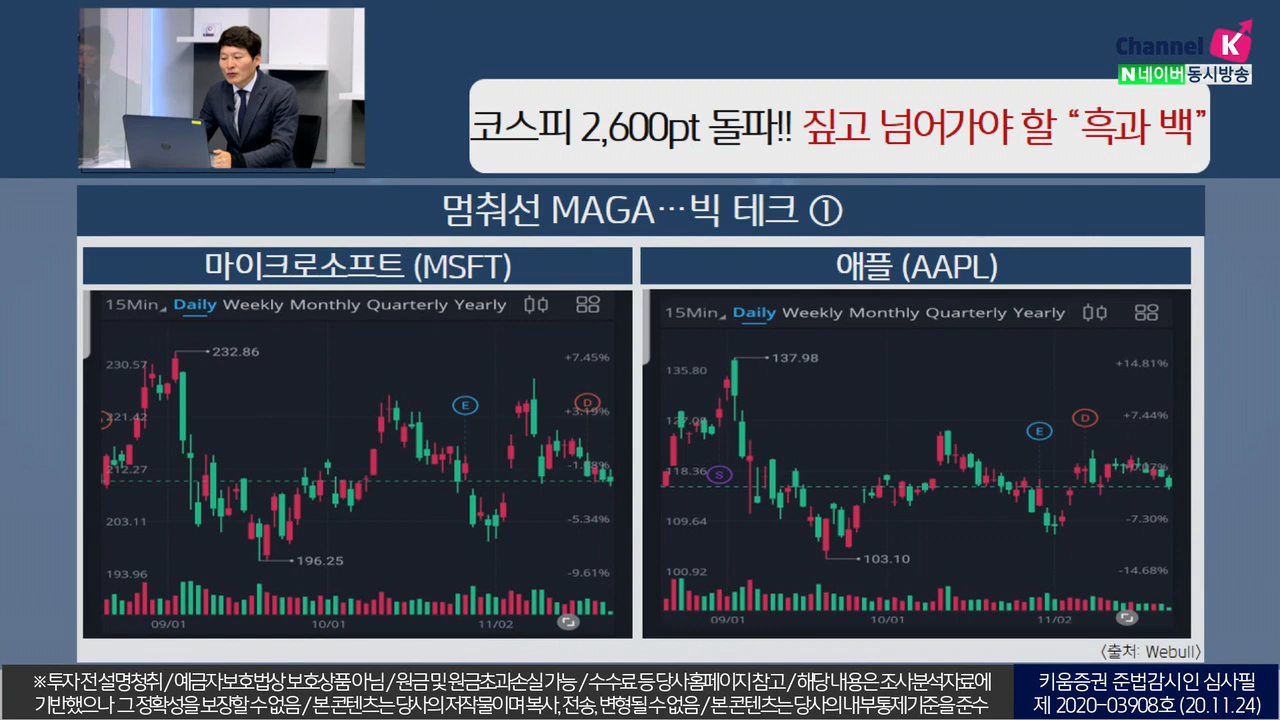 Channel K
N 네이버 동시방송
코스피 2,600pt 돌파!! 짚고 넘어가야 할 “흑과 백”
멈춰선 MAGA…빅 테크 ①
마이크로소프트 (MSFT)
15Min Daily Weekly Monthly Quarterly Yearly
232.86
230.57
+7.45%
E
D
221.42
+3.19%
212.27
203.11
-5.34%
196.25
193.96
-9.61%
09/01 10/01 11/02
애플 (AAPL)
15Min Daily Weekly Monthly Quarterly Yearly
137.98
135.80
+14.81%
+7.44%
E
D
118.36
S
109.64
-7.30%
103.10
100.92
-14.68%
09/01 10/01 11/02
〈출처: Webull〉
※ 투자 전 설명청취 / 예금자보호법상 보호상품 아님 / 원금 및 원금초과손실 가능 / 수수료 등 당사홈페이지 참고 / 해당 내용은 조사분석자료에
기반했으나 그 정확성을 보장할 수 없음 / 본 콘텐츠는 당사의 저작물이며 복사, 전송, 변형될 수 없음 / 본 콘텐츠는 당사의 내부통제기준을 준수
키움증권 준법감시인 심사필
제 2020-03908호 (20.11.24)